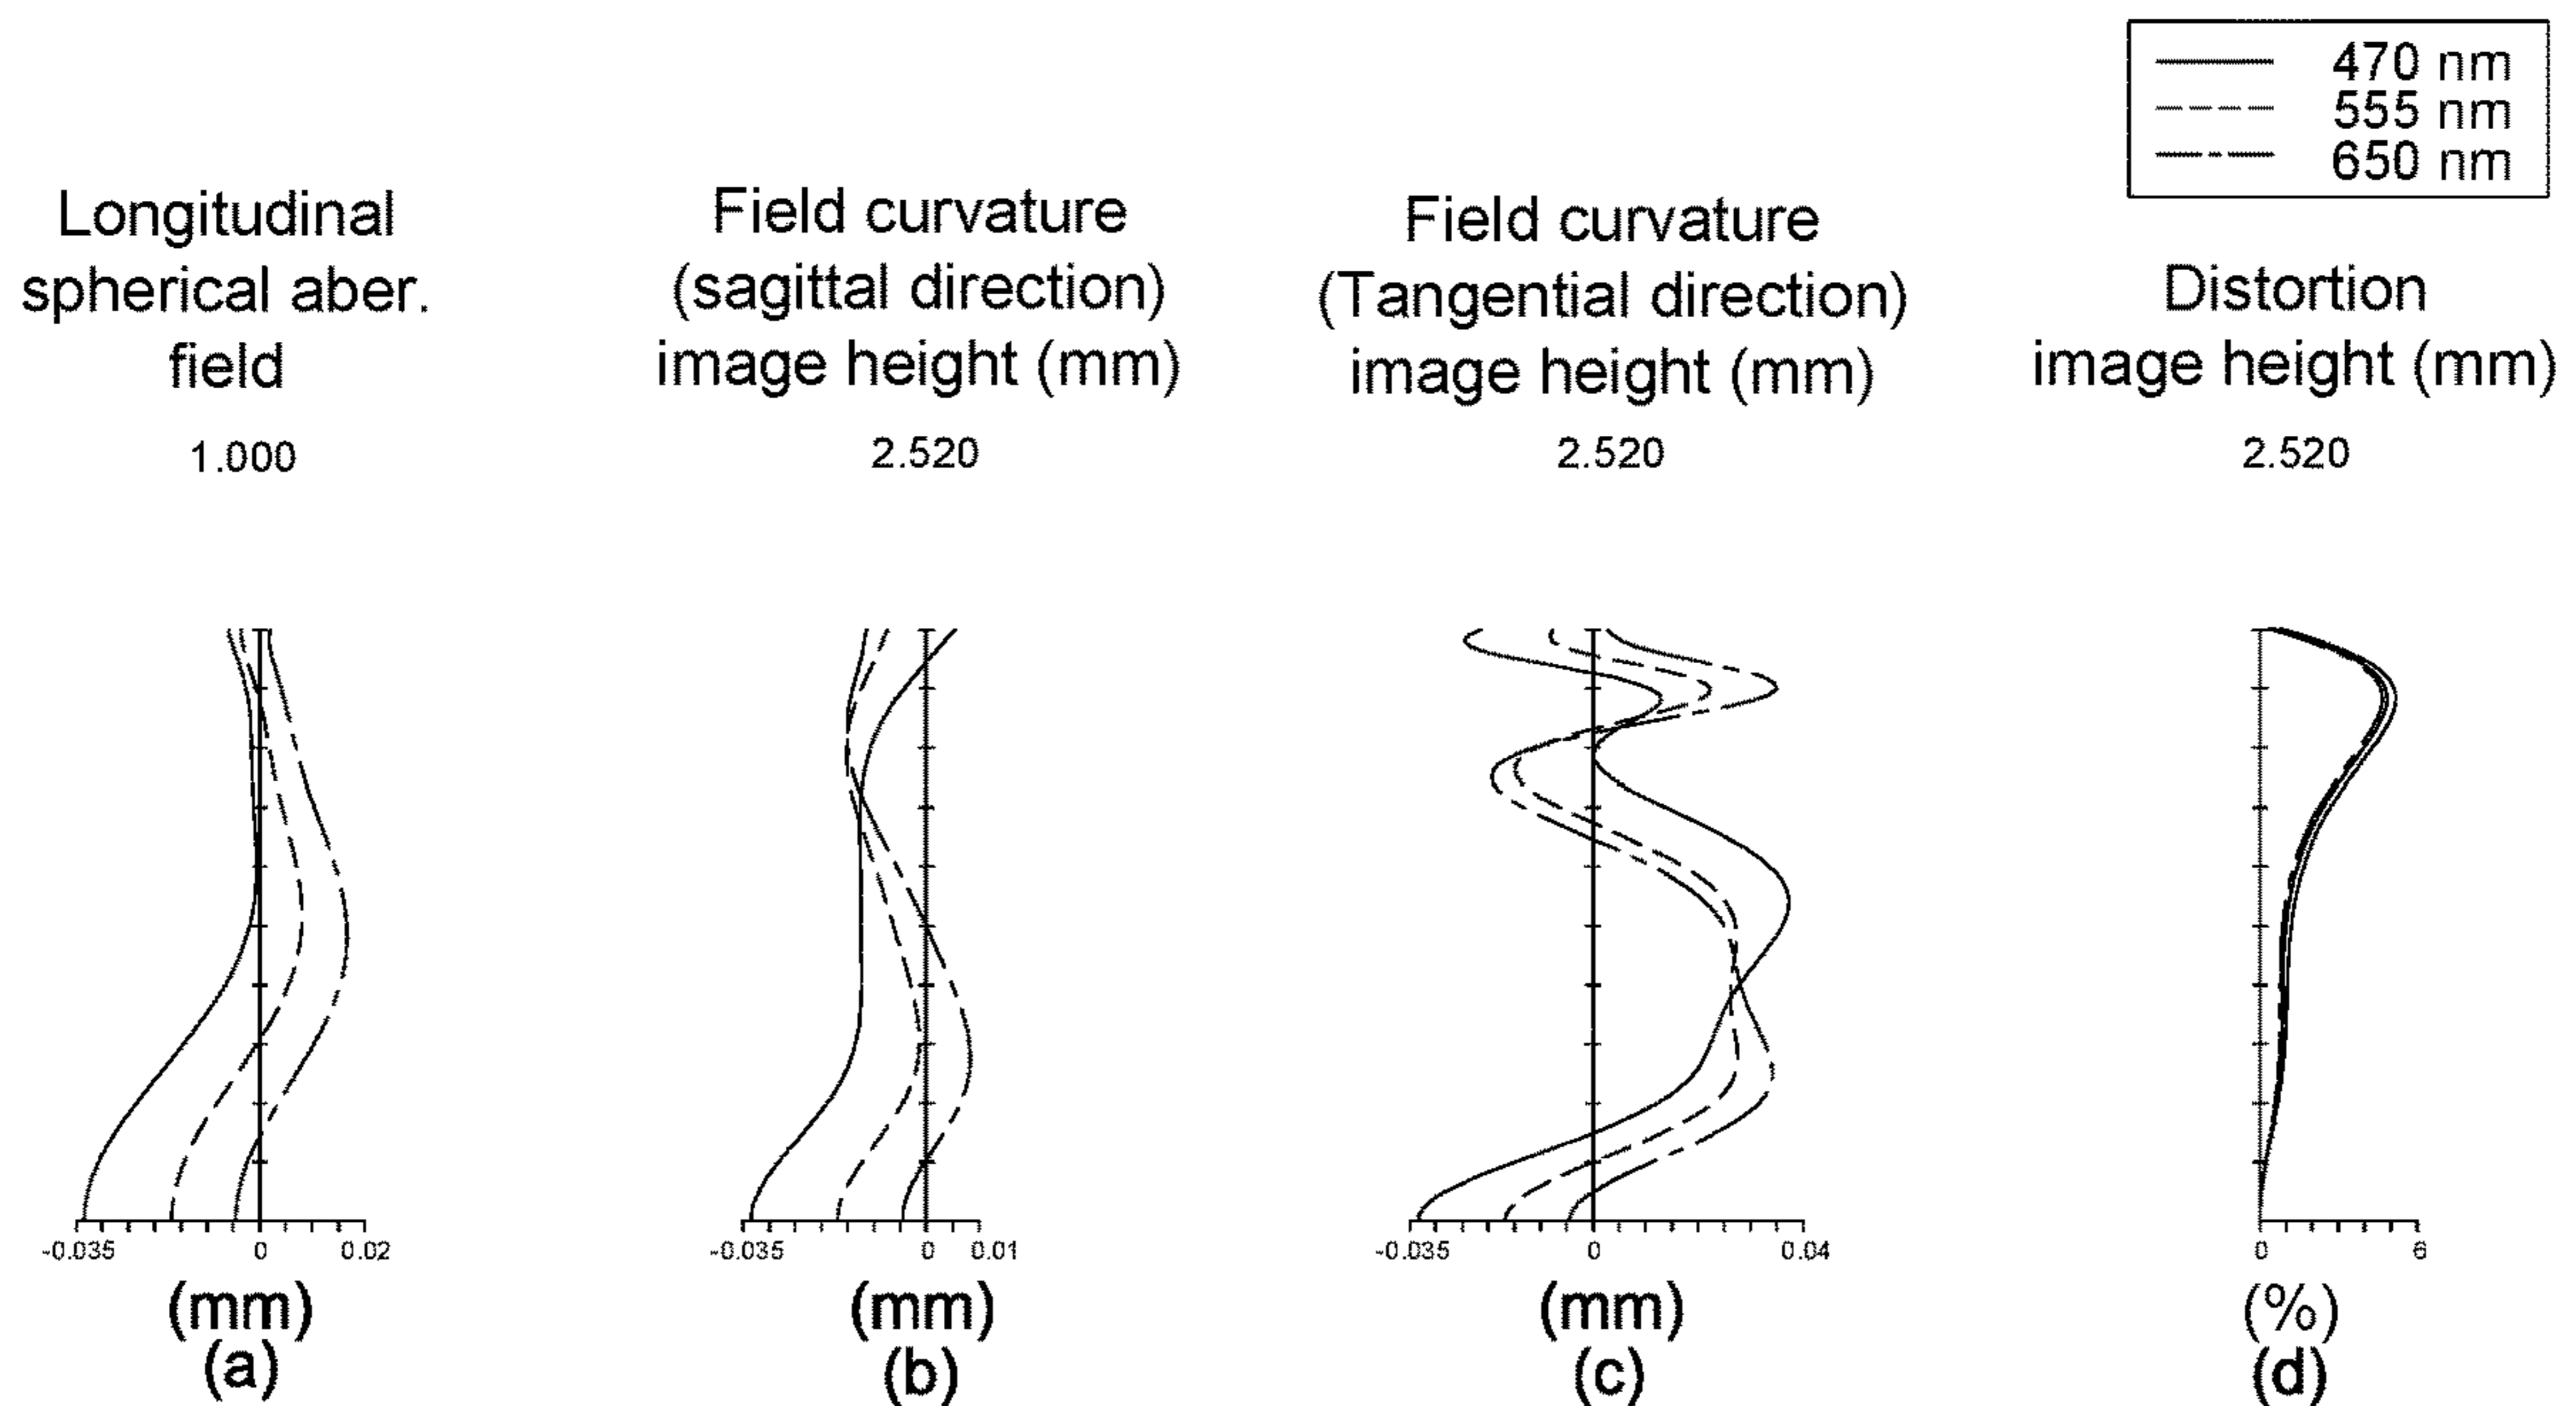 470 nm
555 nm
650 nm
Longitudinal
spherical aber.
field
1.000
Field curvature
(sagittal direction)
image height (mm)
2.520
Field curvature
(Tangential direction)
image height (mm)
2.520
Distortion
image height (mm)
2.520
-0.035 0 0.02
(mm)
(a)
-0.035 0 0.01
(mm)
(b)
-0.035 0 0.04
(mm)
(c)
0 6
(%)
(d)